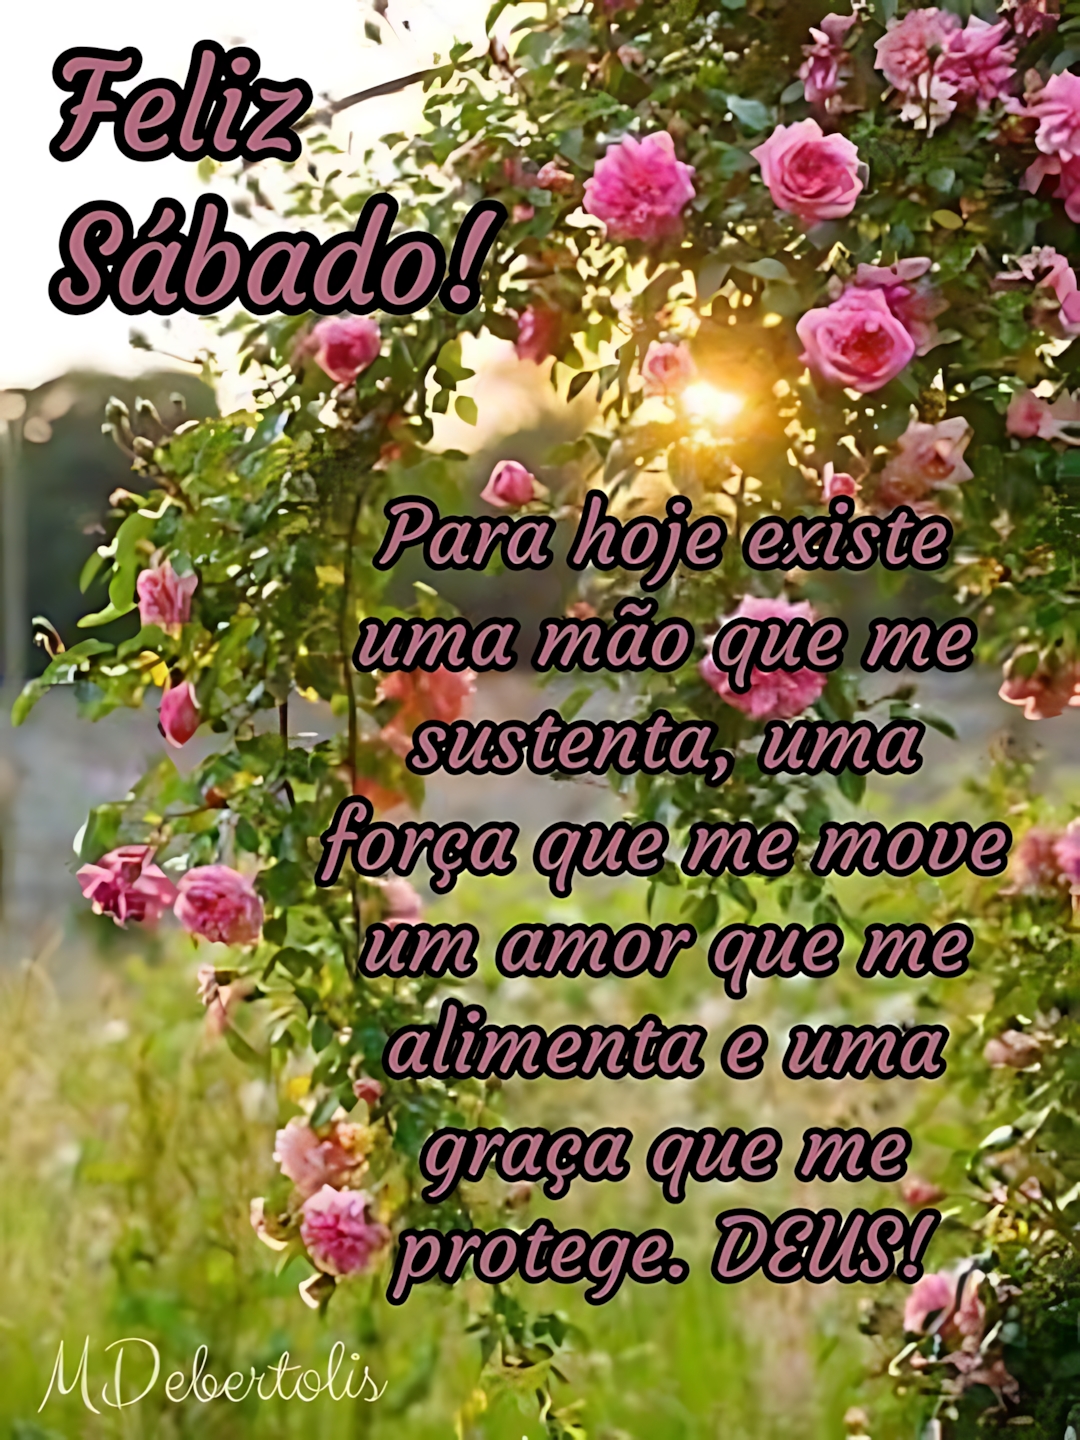 Feliz
Sábado!
Para hoje existe
uma mão que me
sustenta, uma
força que me move
um amor que me
alimenta e uma
graça que me
protege. DEUS!
MDebertolis